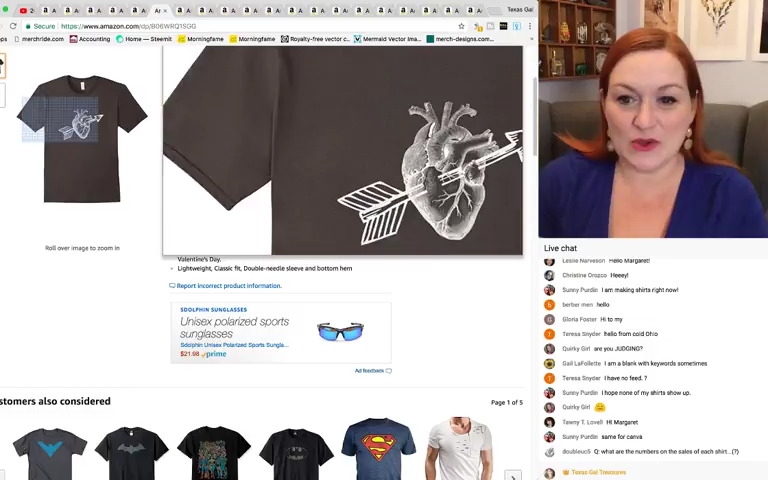 Texas Gal
Secure
https://www.amazon.com/dp/B06WRQ1SGG
merchride.com
Accounting
Home — Steemit
Morningfame
Morningfame
Royalty-free vector c..
Mermaid Vector Ima..
merch-designs.com...
Roll over image to zoom in
Valentine's Day.
Lightweight, Classic fit, Double-needle sleeve and bottom hem
Report incorrect product information.
SDOLPHIN SUNGLASSES
Unisex polarized sports
sunglasses
Sdolphin Unisex Polarized Sports Sungla...
$21.98 prime
Ad feedback
stomers also considered
Page 1 of 5
Live chat
Leslie Narveson Hello Margaret!
Christine Orozco Heeey!
Sunny Purdin I am making shirts right now!
berber men hello
Gloria Foster Hi to my
Teresa Snyder hello from cold Ohio
Quirky Girl are you JUDGING?
Gail LaFollette I am a blank with keywords sometimes
Teresa Snyder I have no feed. ?
Sunny Purdin I hope none of my shirts show up.
Quirky Girl
Tawny T. Lovell HI Margaret
Sunny Purdin same for canva
doubleuc5 Q: what are the numbers on the sales of each shirt...(?)
Texas Gal Treasures